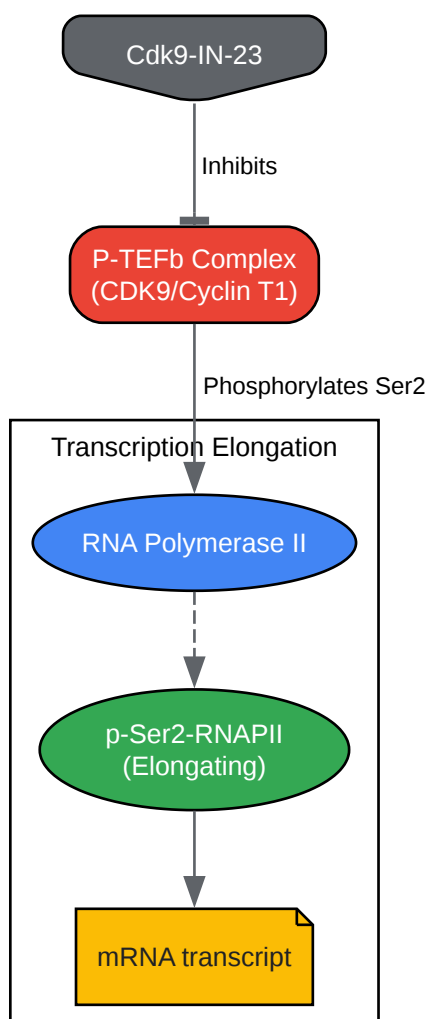 Cdk9-IN-23
Inhibits
P-TEFb Complex
(CDK9/Cyclin T1)
Phosphorylates Ser2
Transcription Elongation
RNA Polymerase II
p-Ser2-RNAPII
(Elongating)
mRNA transcript